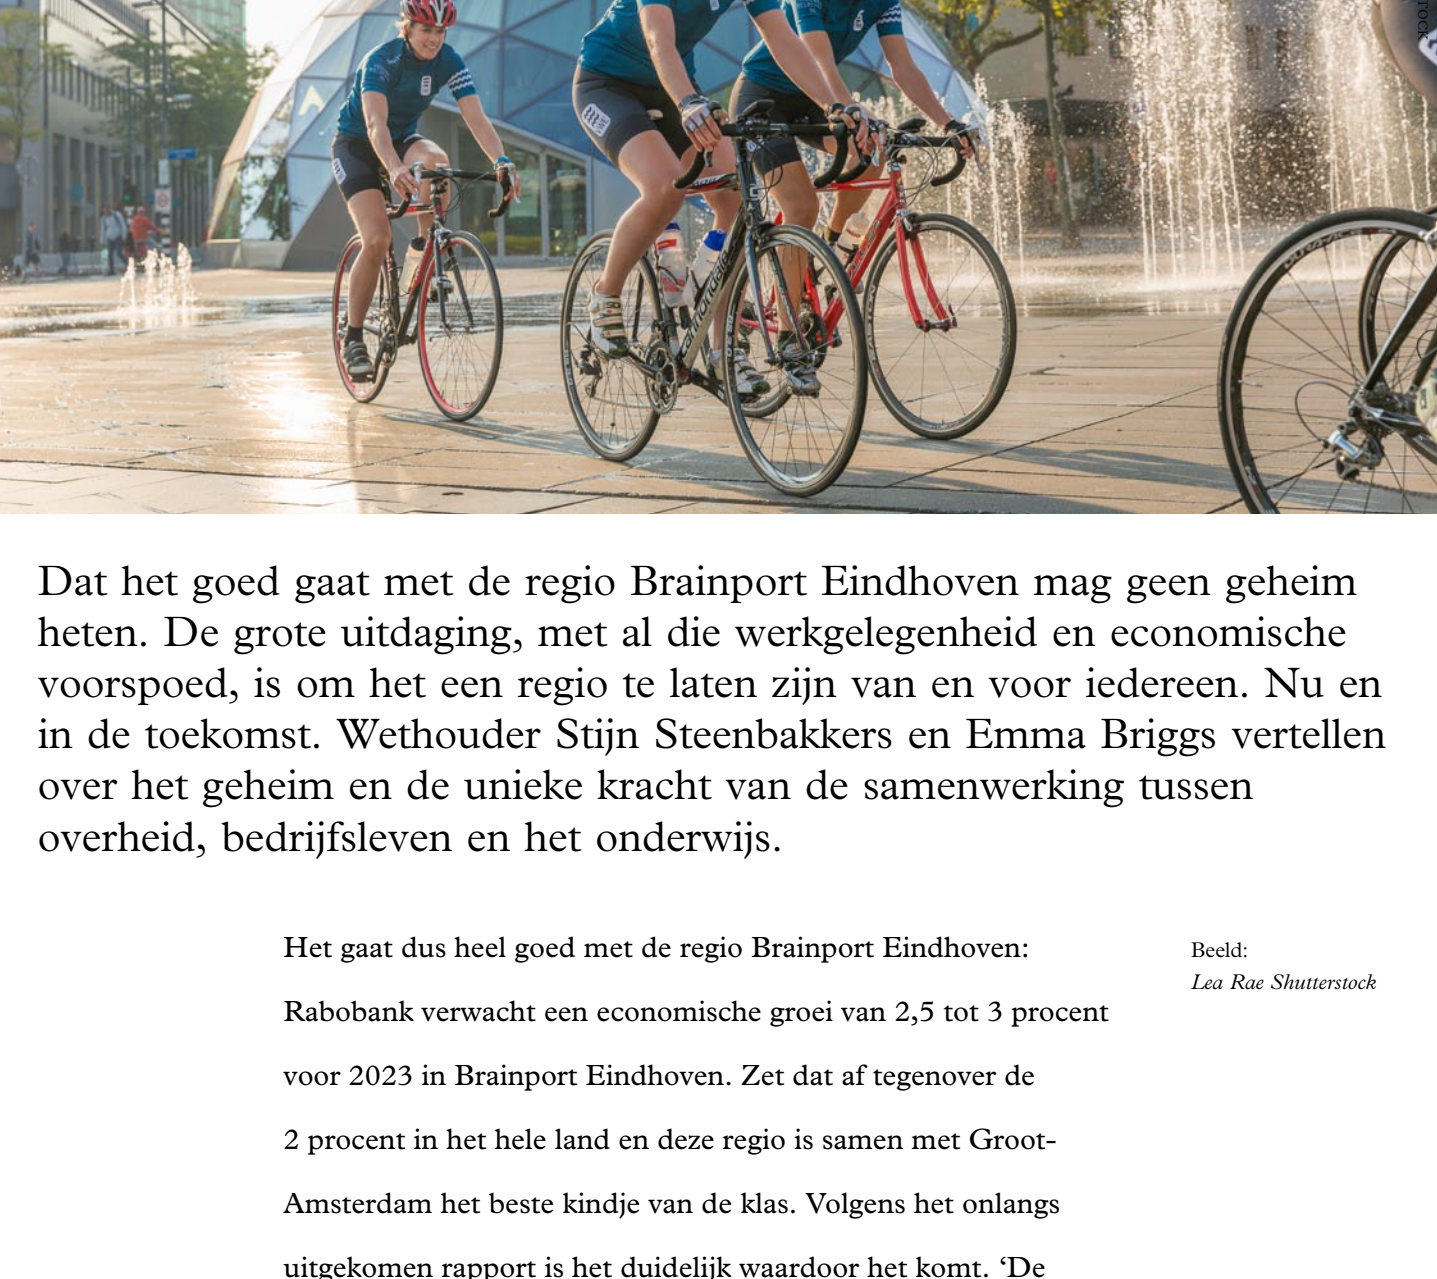 cannondale
Dat het goed gaat met de regio Brainport Eindhoven mag geen geheim
heten. De grote uitdaging, met al die werkgelegenheid en economische
voorspoed, is om het een regio te laten zijn van en voor iedereen. Nu en
in de toekomst. Wethouder Stijn Steenbakkers en Emma Briggs vertellen
over het geheim en de unieke kracht van de samenwerking tussen
overheid, bedrijfsleven en het onderwijs.
Het gaat dus heel goed met de regio Brainport Eindhoven:
Rabobank verwacht een economische groei van 2,5 tot 3 procent
voor 2023 in Brainport Eindhoven. Zet dat af tegenover de
2 procent in het hele land en deze regio is samen met Groot-
Amsterdam het beste kindje van de klas. Volgens het onlangs
uitgekomen rapport is het duidelijk waardoor het komt. ‘De
Beeld:
Lea Rae Shutterstock